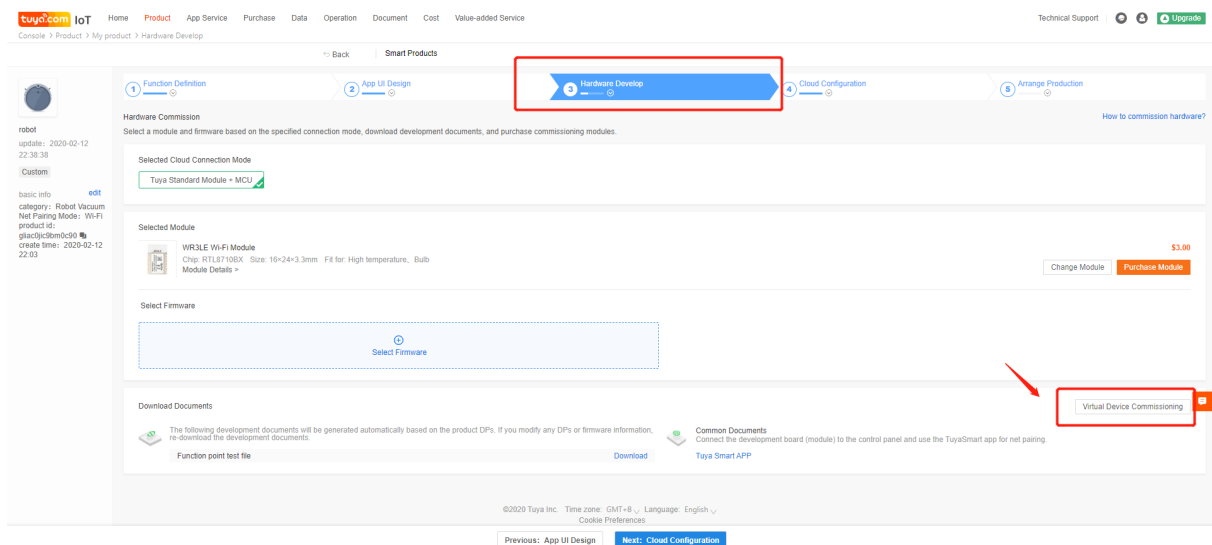 tuya.com IoT Home Product App Service Purchase Data Operation Document Cost Value-added Service Technical Support Upgrade
Console > Product > My product > Hardware Develop
Back Smart Products
1 Function Definition 2 App UI Design 3 Hardware Develop 4 Cloud Configuration 5 Arrange Production
robot
update: 2020-02-12
22:38:38
Custom
basic info edit
category: Robot Vacuum
Net Pairing Mode: Wi-Fi
product id:
gliac0jic9bm0c90
create time: 2020-02-12
22:03
Hardware Commission How to commission hardware?
Select a module and firmware based on the specified connection mode, download development documents, and purchase commissioning modules.
Selected Cloud Connection Mode
Tuya Standard Module + MCU
Selected Module
WR3LE Wi-Fi Module $3.00
Chip: RTL8710BX Size: 16×24×3.3mm Fit for: High temperature、Bulb
Module Details > Change Module Purchase Module
Select Firmware
Select Firmware
Download Documents Virtual Device Commissioning
The following development documents will be generated automatically based on the product DPs. If you modify any DPs or firmware information,
re-download the development documents.
Function point test file Download
Common Documents
Connect the development board (module) to the control panel and use the TuyaSmart app for net pairing.
Tuya Smart APP
©2020 Tuya Inc. Time zone: GMT+8 Language: English
Cookie Preferences
Previous: App UI Design Next: Cloud Configuration